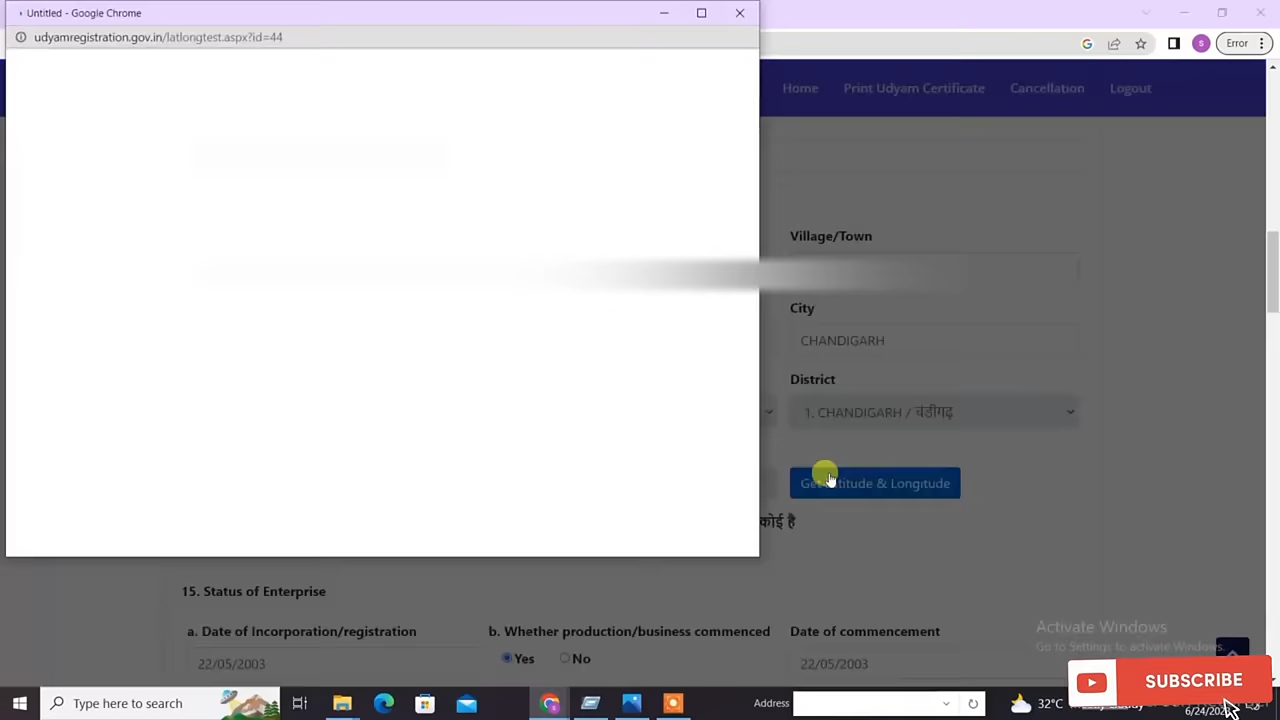 Untitled - Google Chrome
udyamregistration.gov.in/latlongtest.aspx?id=44
Error
Home Print Udyam Certificate Cancellation Logout
Village/Town
City
CHANDIGARH
District
1. CHANDIGARH / चंडीगढ़
Get Latitude & Longitude
कोई है
15. Status of Enterprise
a. Date of Incorporation/registration
b. Whether production/business commenced
Date of commencement
22/05/2003
Yes No
22/05/2003
Activate Windows
Go to Settings to activate Windows.
SUBSCRIBE
Type here to search
Address
32°C